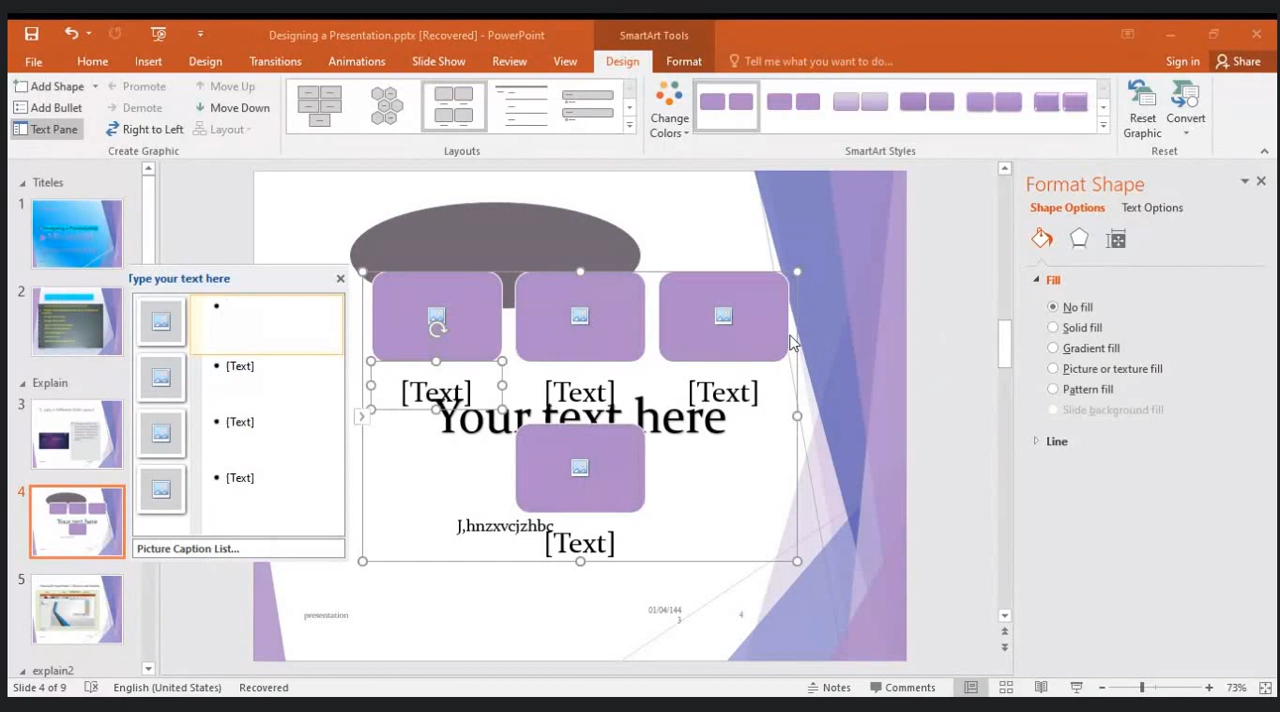 Designing a Presentation.pptx [Recovered] - PowerPoint
SmartArt Tools
File Home Insert Design Transitions Animations Slide Show Review View Design Format Tell me what you want to do... Sign in Share
Add Shape Promote Move Up
Add Bullet Demote Move Down
Text Pane Right to Left Layout
Create Graphic
Layouts
Change
Colors
SmartArt Styles
Reset
Graphic
Convert
Reset
Titeles
1
2
Explain
3
4
5
explain2
Type your text here
[Text]
[Text]
[Text]
Picture Caption List...
[Text] [Text] [Text]
Your text here
J,hnzxvcjzhbc
[Text]
presentation
01/04/144
3
4
Format Shape
Shape Options Text Options
Fill
No fill
Solid fill
Gradient fill
Picture or texture fill
Pattern fill
Slide background fill
Line
Slide 4 of 9 English (United States) Recovered Notes Comments 73%